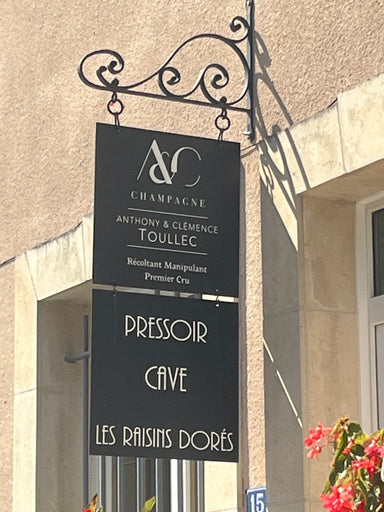 A&C
CHAMPAGNE
ANTHONY & CLÉMENCE
TOULLEC
Récoltant Manipulant
Premier Cru
PRESSOIR
CAVE
LES RAISINS DORÉS
15